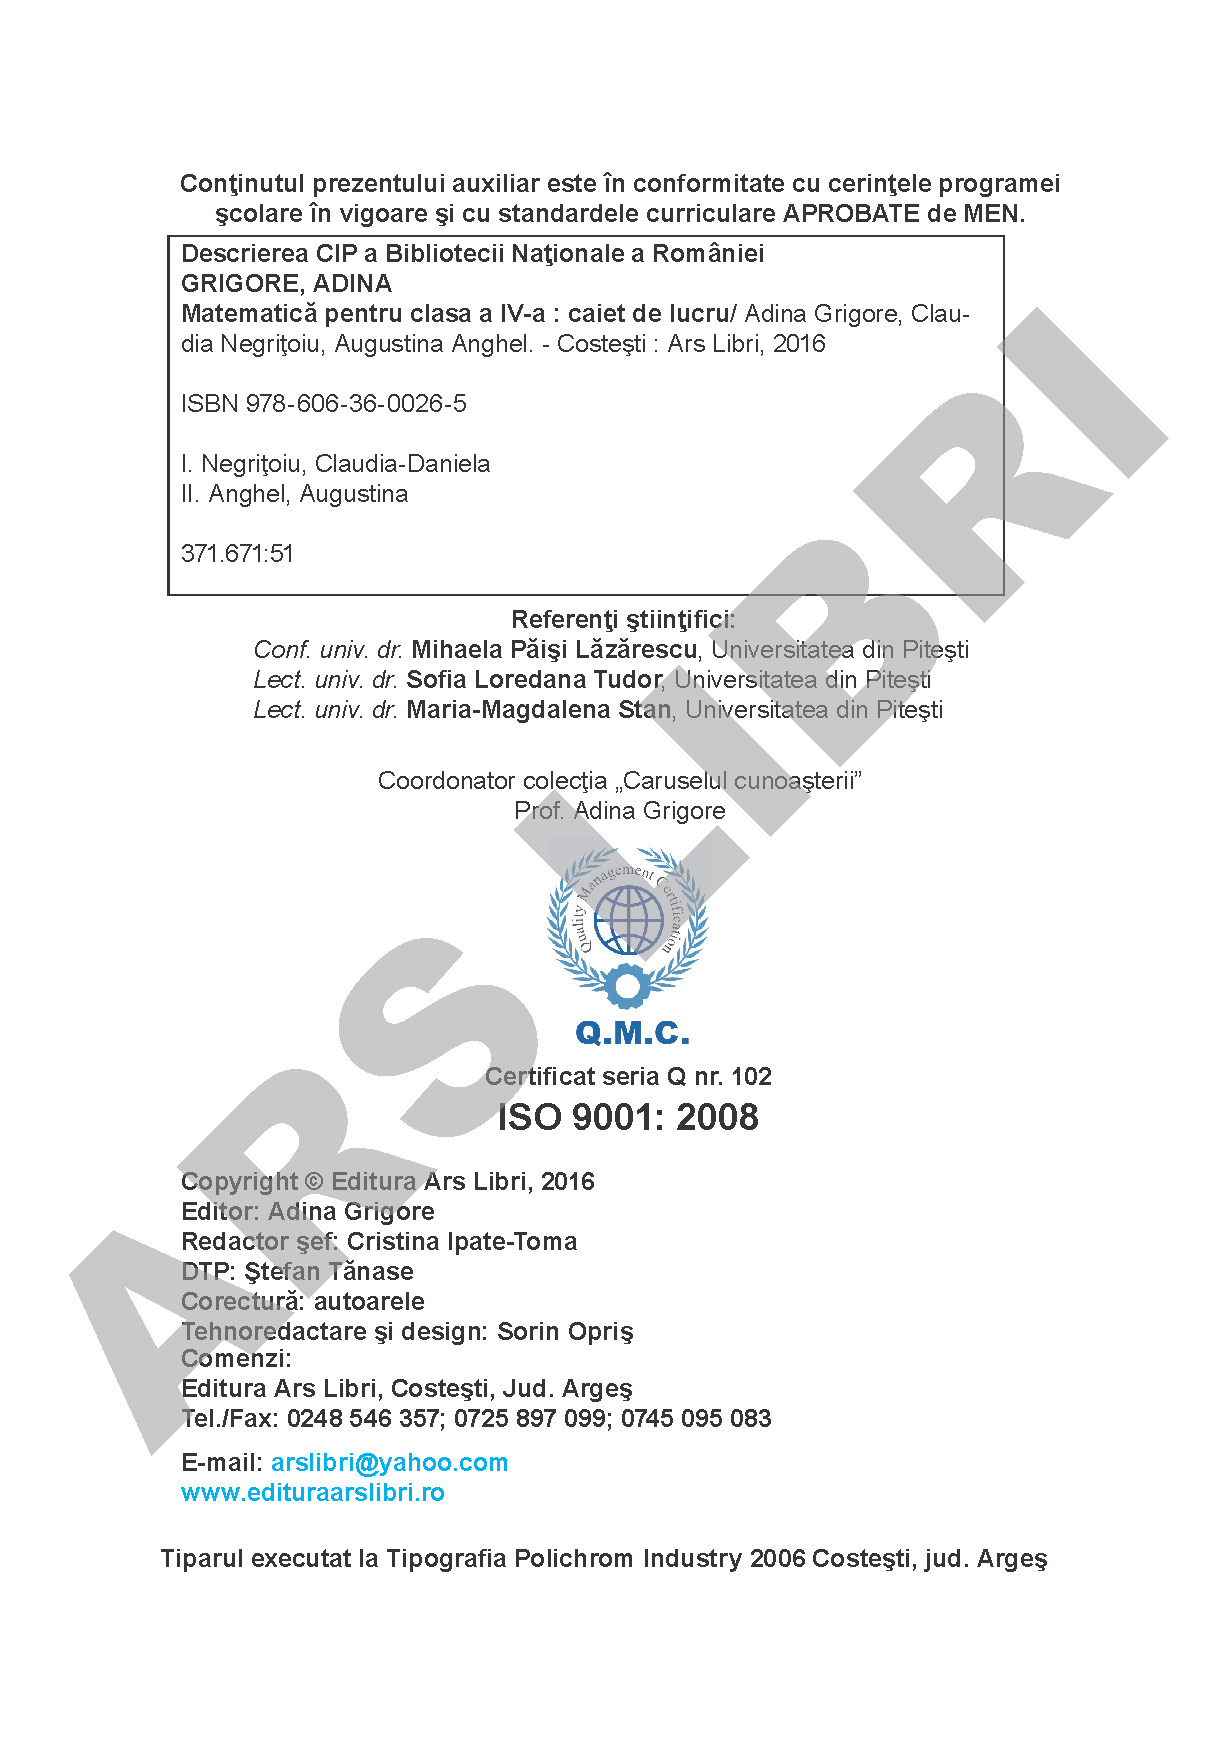 Conţinutul prezentului auxiliar este în conformitate cu cerinţele programei
şcolare în vigoare şi cu standardele curriculare APROBATE de MEN.
Descrierea CIP a Bibliotecii Naţionale a României
GRIGORE, ADINA
Matematică pentru clasa a IV-a : caiet de lucru/ Adina Grigore, Clau-
dia Negriţoiu, Augustina Anghel. - Costeşti : Ars Libri, 2016
ISBN 978-606-36-0026-5
I. Negriţoiu, Claudia-Daniela
II. Anghel, Augustina
371.671:51
Referenţi ştiinţifici:
Conf. univ. dr. Mihaela Păişi Lăzărescu, Universitatea din Piteşti
Lect. univ. dr. Sofia Loredana Tudor, Universitatea din Piteşti
Lect. univ. dr. Maria-Magdalena Stan, Universitatea din Piteşti
Coordonator colecţia „Caruselul cunoaşterii”
Prof. Adina Grigore
Quality Management Certification
Q.M.C.
Certificat seria Q nr. 102
ISO 9001: 2008
Copyright © Editura Ars Libri, 2016
Editor: Adina Grigore
Redactor şef: Cristina Ipate-Toma
DTP: Ştefan Tănase
Corectură: autoarele
Tehnoredactare şi design: Sorin Opriş
Comenzi:
Editura Ars Libri, Costeşti, Jud. Argeş
Tel./Fax: 0248 546 357; 0725 897 099; 0745 095 083
E-mail: arslibri@yahoo.com
www.edituraarslibri.ro
Tiparul executat la Tipografia Polichrom Industry 2006 Costeşti, jud. Argeş
ARS LIBRI